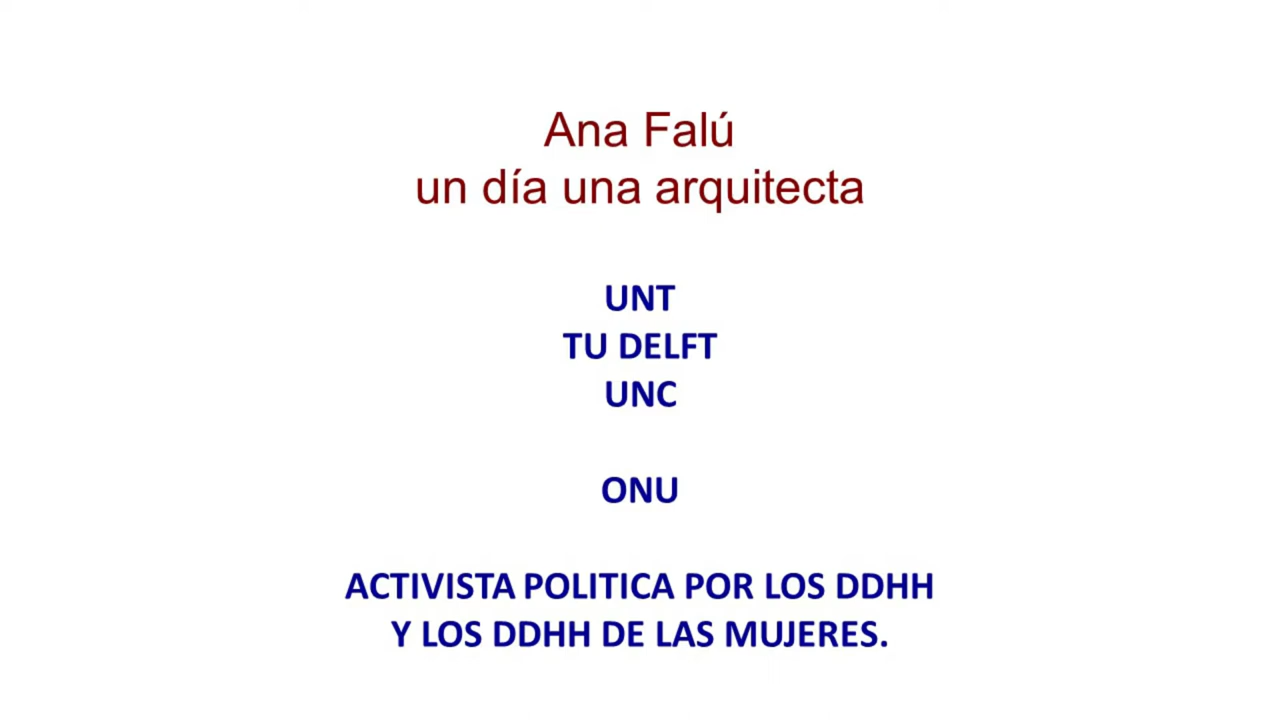 Ana Falú
un día una arquitecta
UNT
TU DELFT
UNC
ONU
ACTIVISTA POLITICA POR LOS DDHH
Y LOS DDHH DE LAS MUJERES.